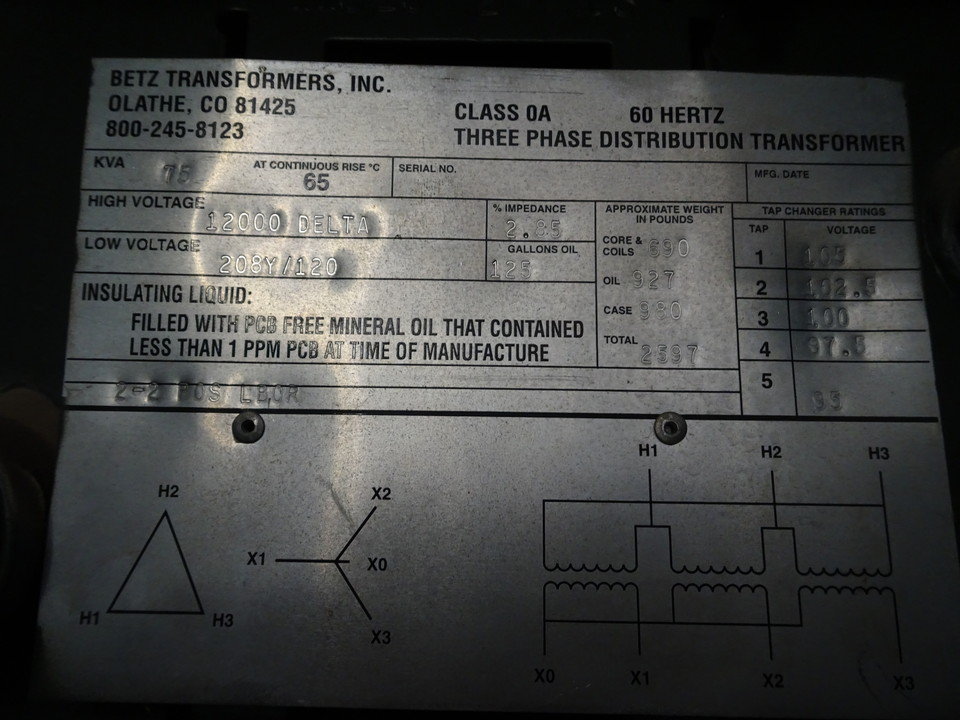 BETZ TRANSFORMERS, INC.
OLATHE, CO 81425
800-245-8123
CLASS OA 60 HERTZ
THREE PHASE DISTRIBUTION TRANSFORMER
KVA 75
AT CONTINUOUS RISE °C
65
SERIAL NO.
MFG. DATE
HIGH VOLTAGE
12000 DELTA
% IMPEDANCE
2.85
LOW VOLTAGE
208Y/120
GALLONS OIL
125
APPROXIMATE WEIGHT
IN POUNDS
CORE &
COILS 690
OIL 927
CASE 980
TOTAL
2597
TAP CHANGER RATINGS
TAP VOLTAGE
1 105
2 102.5
3 100
4 97.5
5 95
INSULATING LIQUID:
FILLED WITH PCB FREE MINERAL OIL THAT CONTAINED
LESS THAN 1 PPM PCB AT TIME OF MANUFACTURE
2-2 POS LBOR
H2
H1 H3
X2
X1 X0
X3
H1 H2 H3
X0 X1 X2 X3